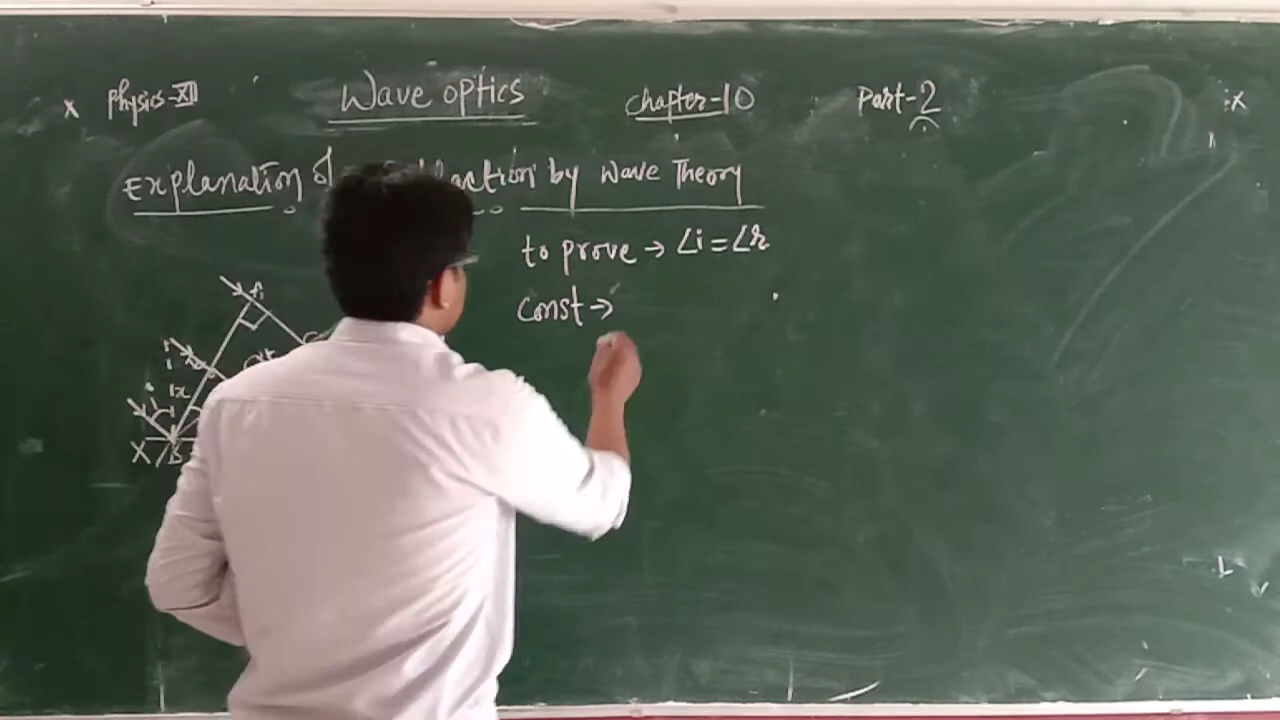 x Physics-XII Wave optics Chapter-10 Part-2 x
Explanation of by Wave Theory
to prove → ∠i = ∠r
Const →
X B